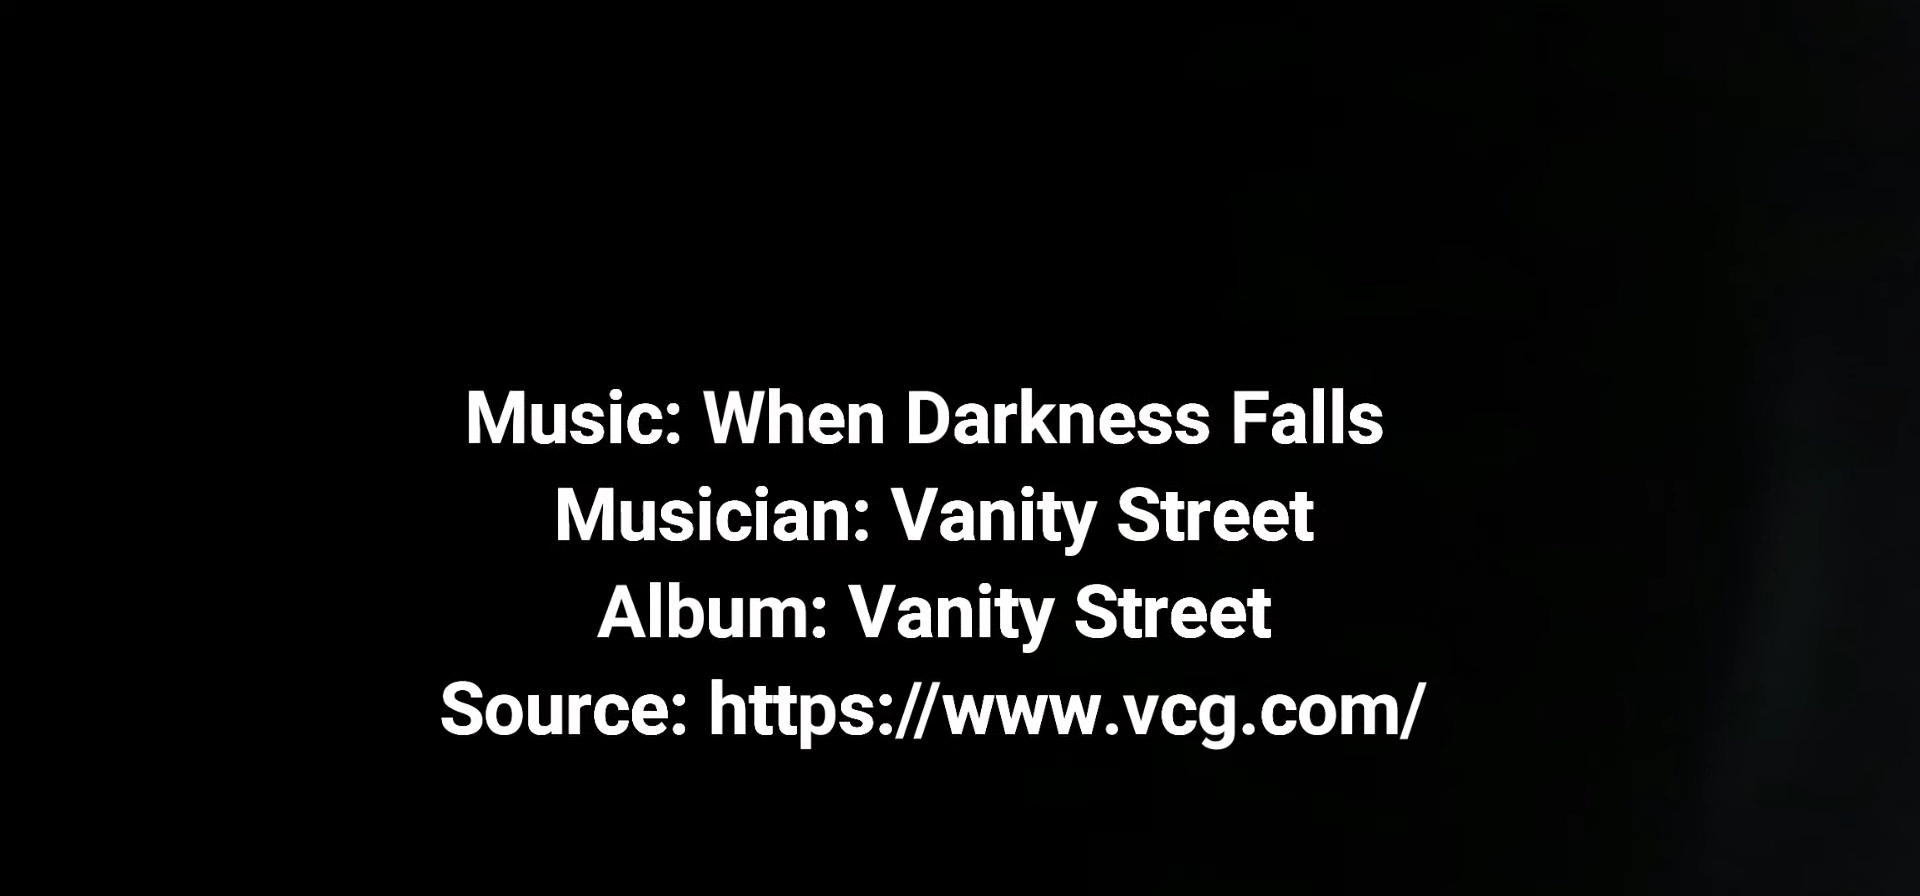 Music: When Darkness Falls
Musician: Vanity Street
Album: Vanity Street
Source: https://www.vcg.com/